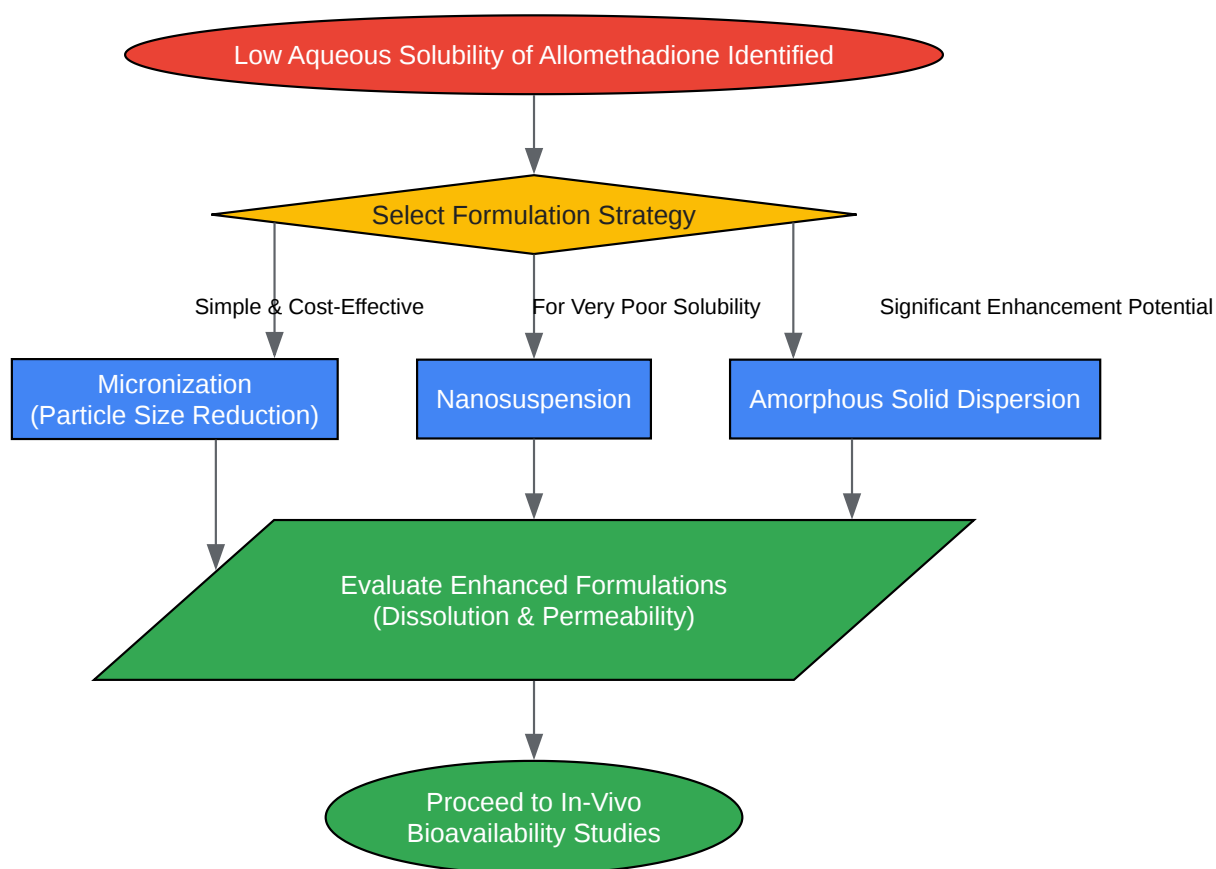 Low Aqueous Solubility of Allomethadione Identified
Select Formulation Strategy
Simple & Cost-Effective
For Very Poor Solubility
Significant Enhancement Potential
Micronization
(Particle Size Reduction)
Nanosuspension
Amorphous Solid Dispersion
Evaluate Enhanced Formulations
(Dissolution & Permeability)
Proceed to In-Vivo
Bioavailability Studies